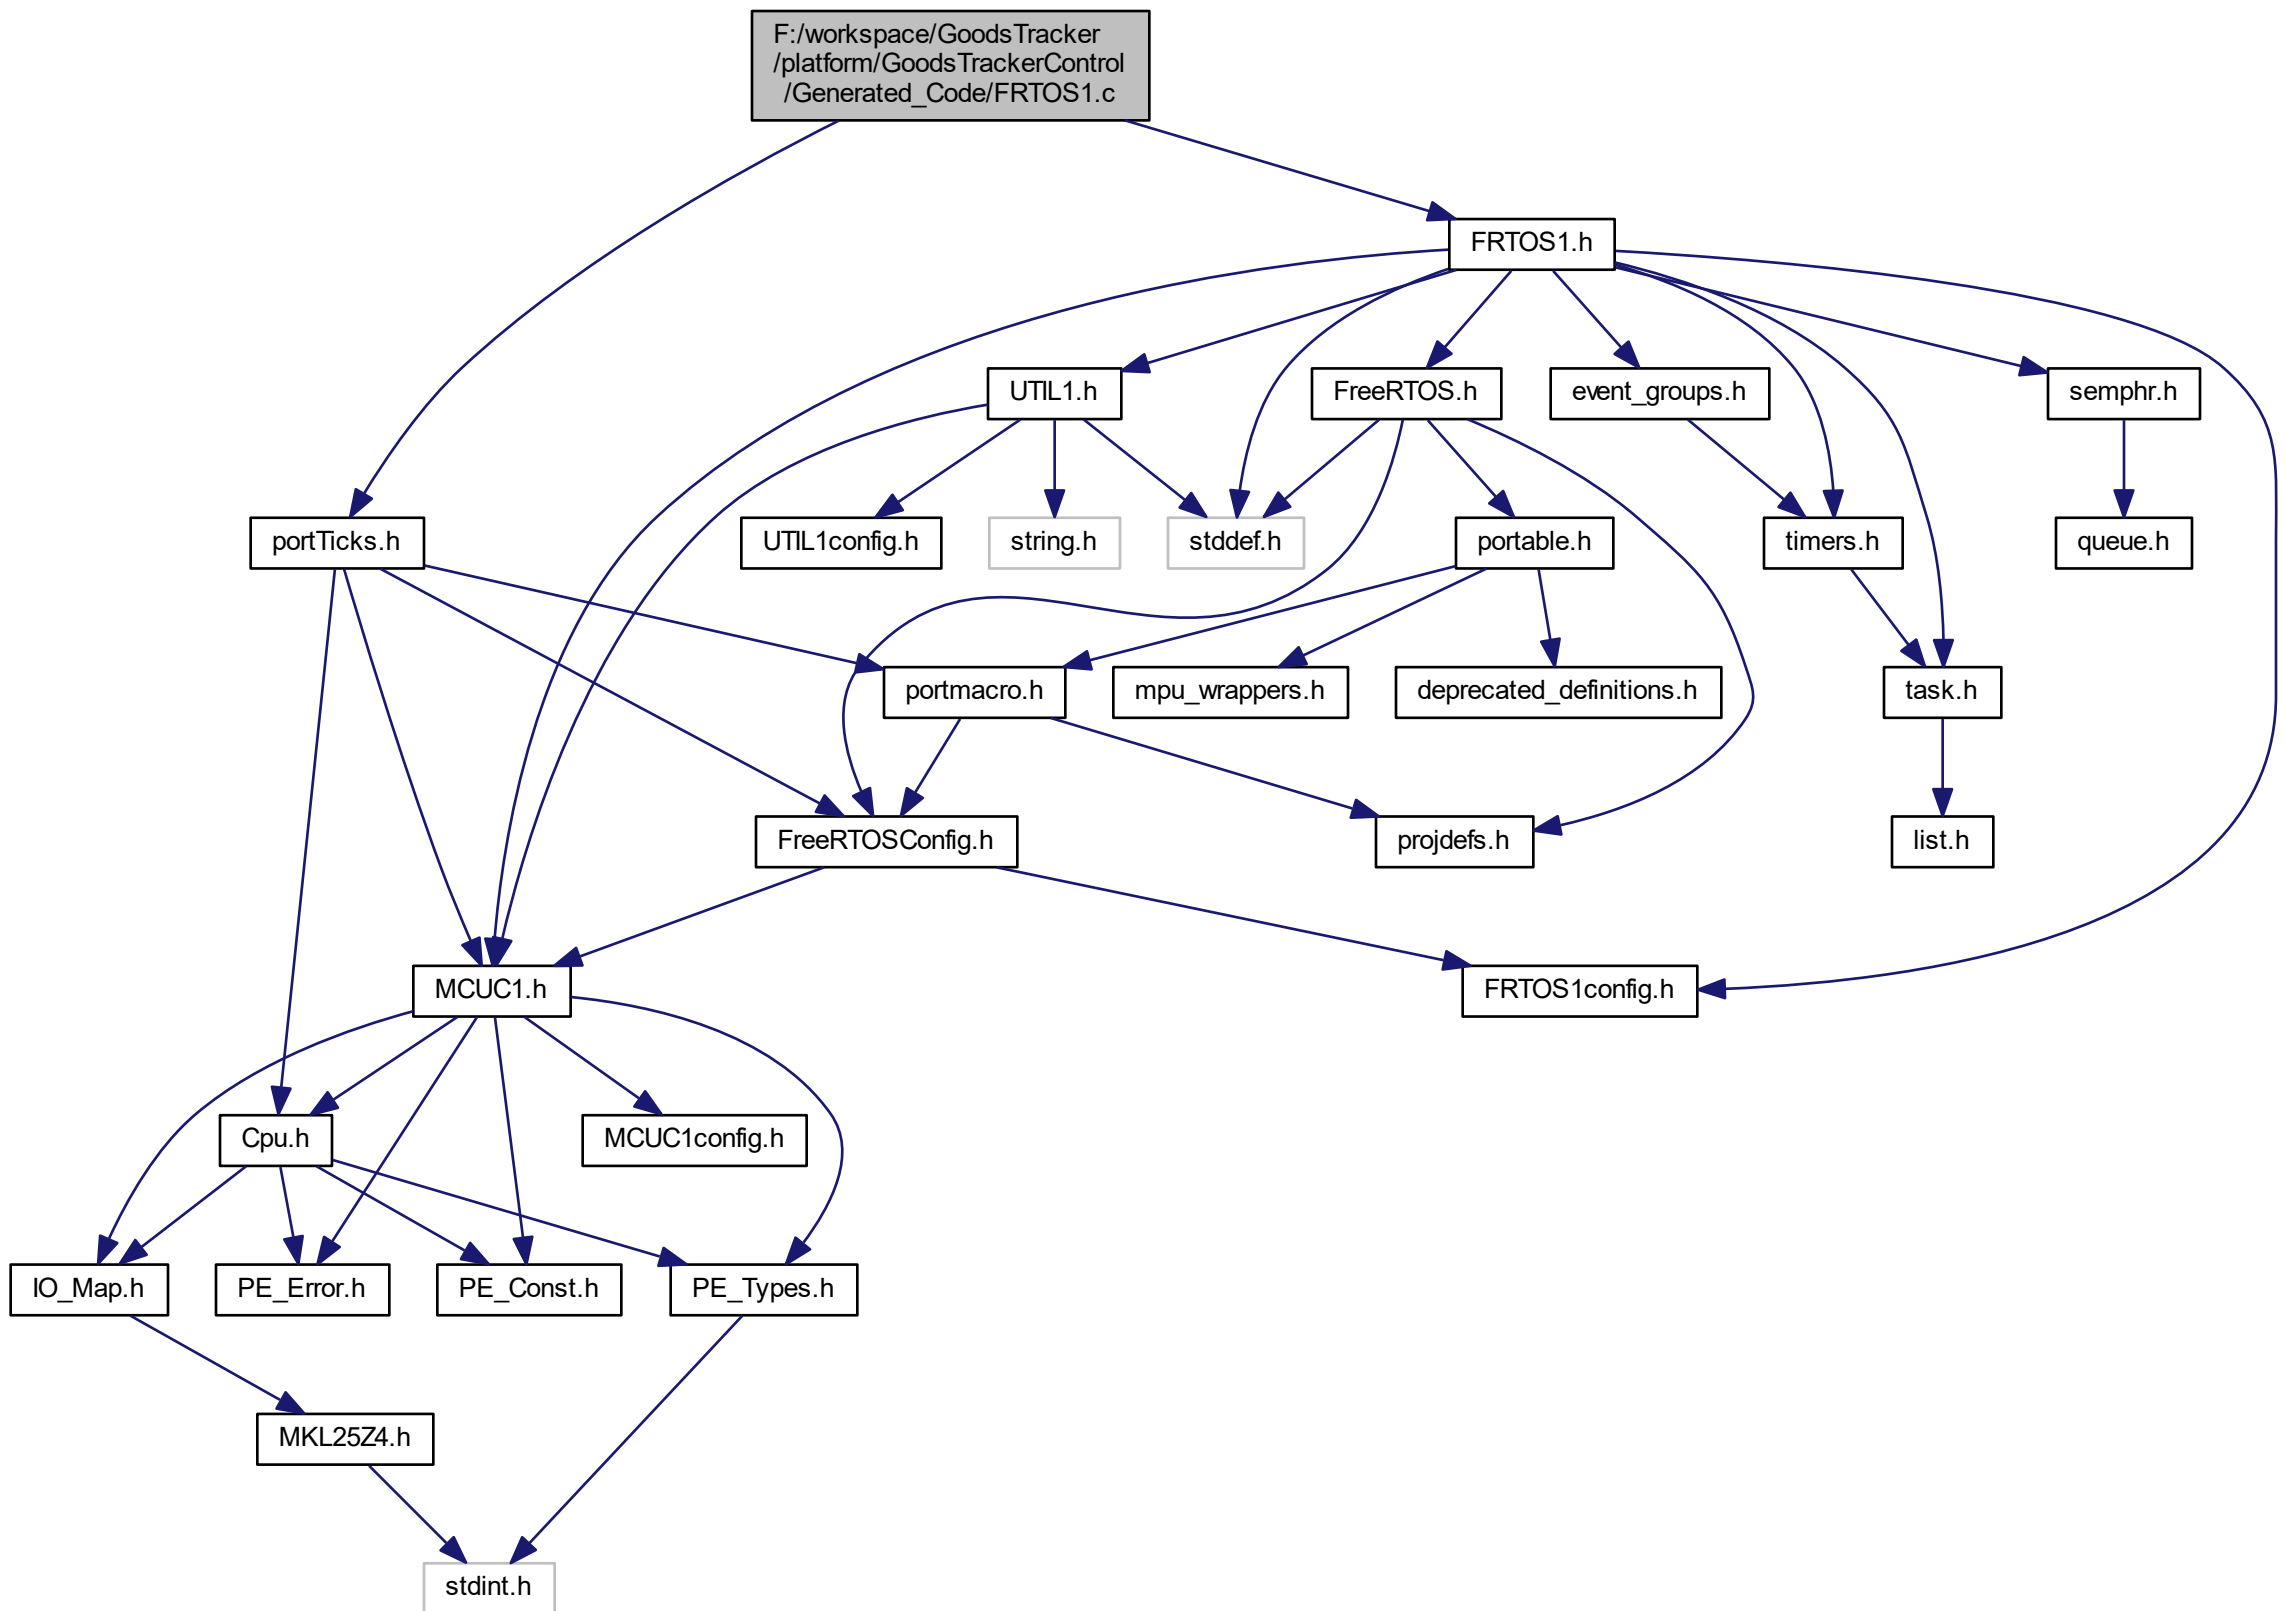 F:/workspace/GoodsTracker
/platform/GoodsTrackerControl
/Generated_Code/FRTOS1.c
FRTOS1.h
UTIL1.h
FreeRTOS.h
event_groups.h
semphr.h
portTicks.h
UTIL1config.h
string.h
stddef.h
portable.h
timers.h
queue.h
portmacro.h
mpu_wrappers.h
deprecated_definitions.h
task.h
FreeRTOSConfig.h
projdefs.h
list.h
MCUC1.h
FRTOS1config.h
Cpu.h
MCUC1config.h
IO_Map.h
PE_Error.h
PE_Const.h
PE_Types.h
MKL25Z4.h
stdint.h